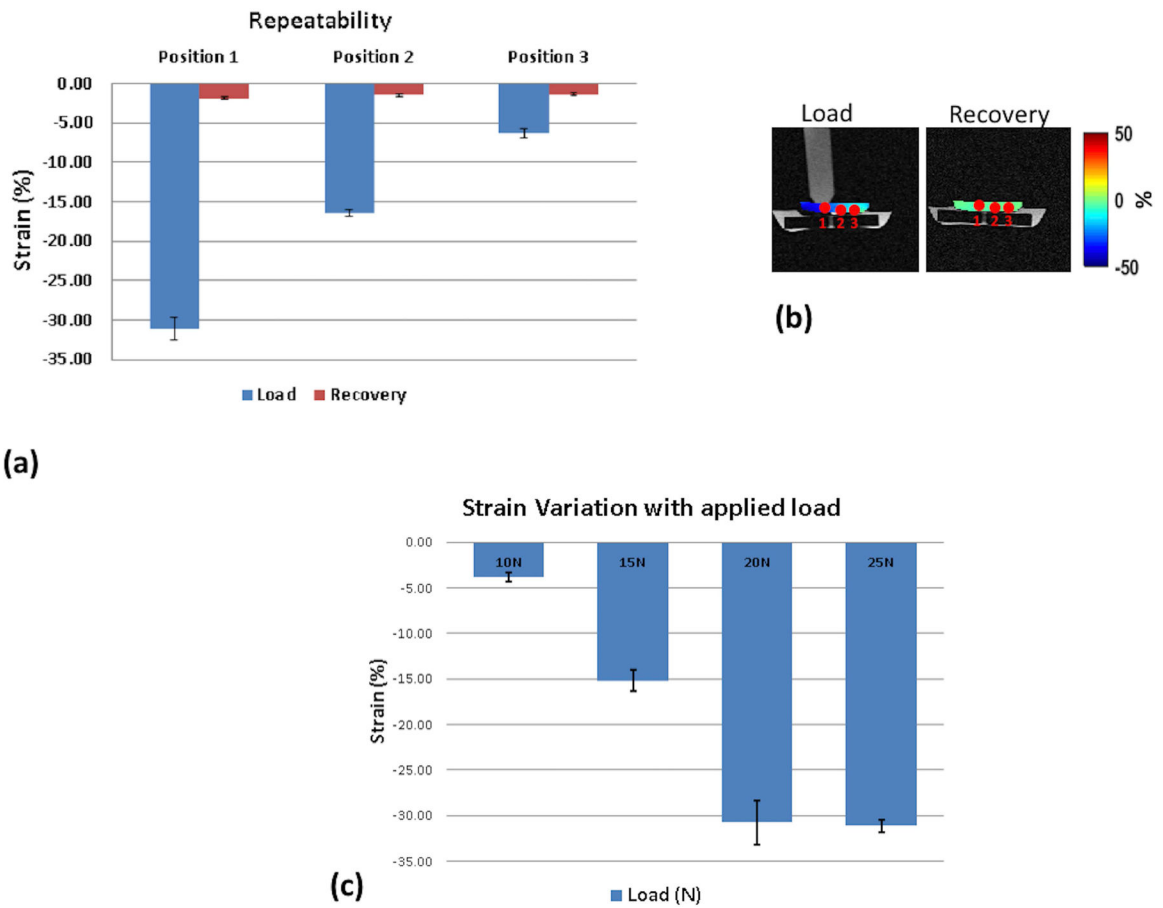 Repeatability
Position 1 Position 2 Position 3
0.00
-5.00
-10.00
-15.00
-20.00
-25.00
-30.00
-35.00
Strain (%)
Load Recovery
(a)
Load Recovery
1 2 3
1 2 3
50
0
-50
%
(b)
Strain Variation with applied load
0.00
-5.00
-10.00
-15.00
-20.00
-25.00
-30.00
-35.00
Strain (%)
10N 15N 20N 25N
Load (N)
(c)